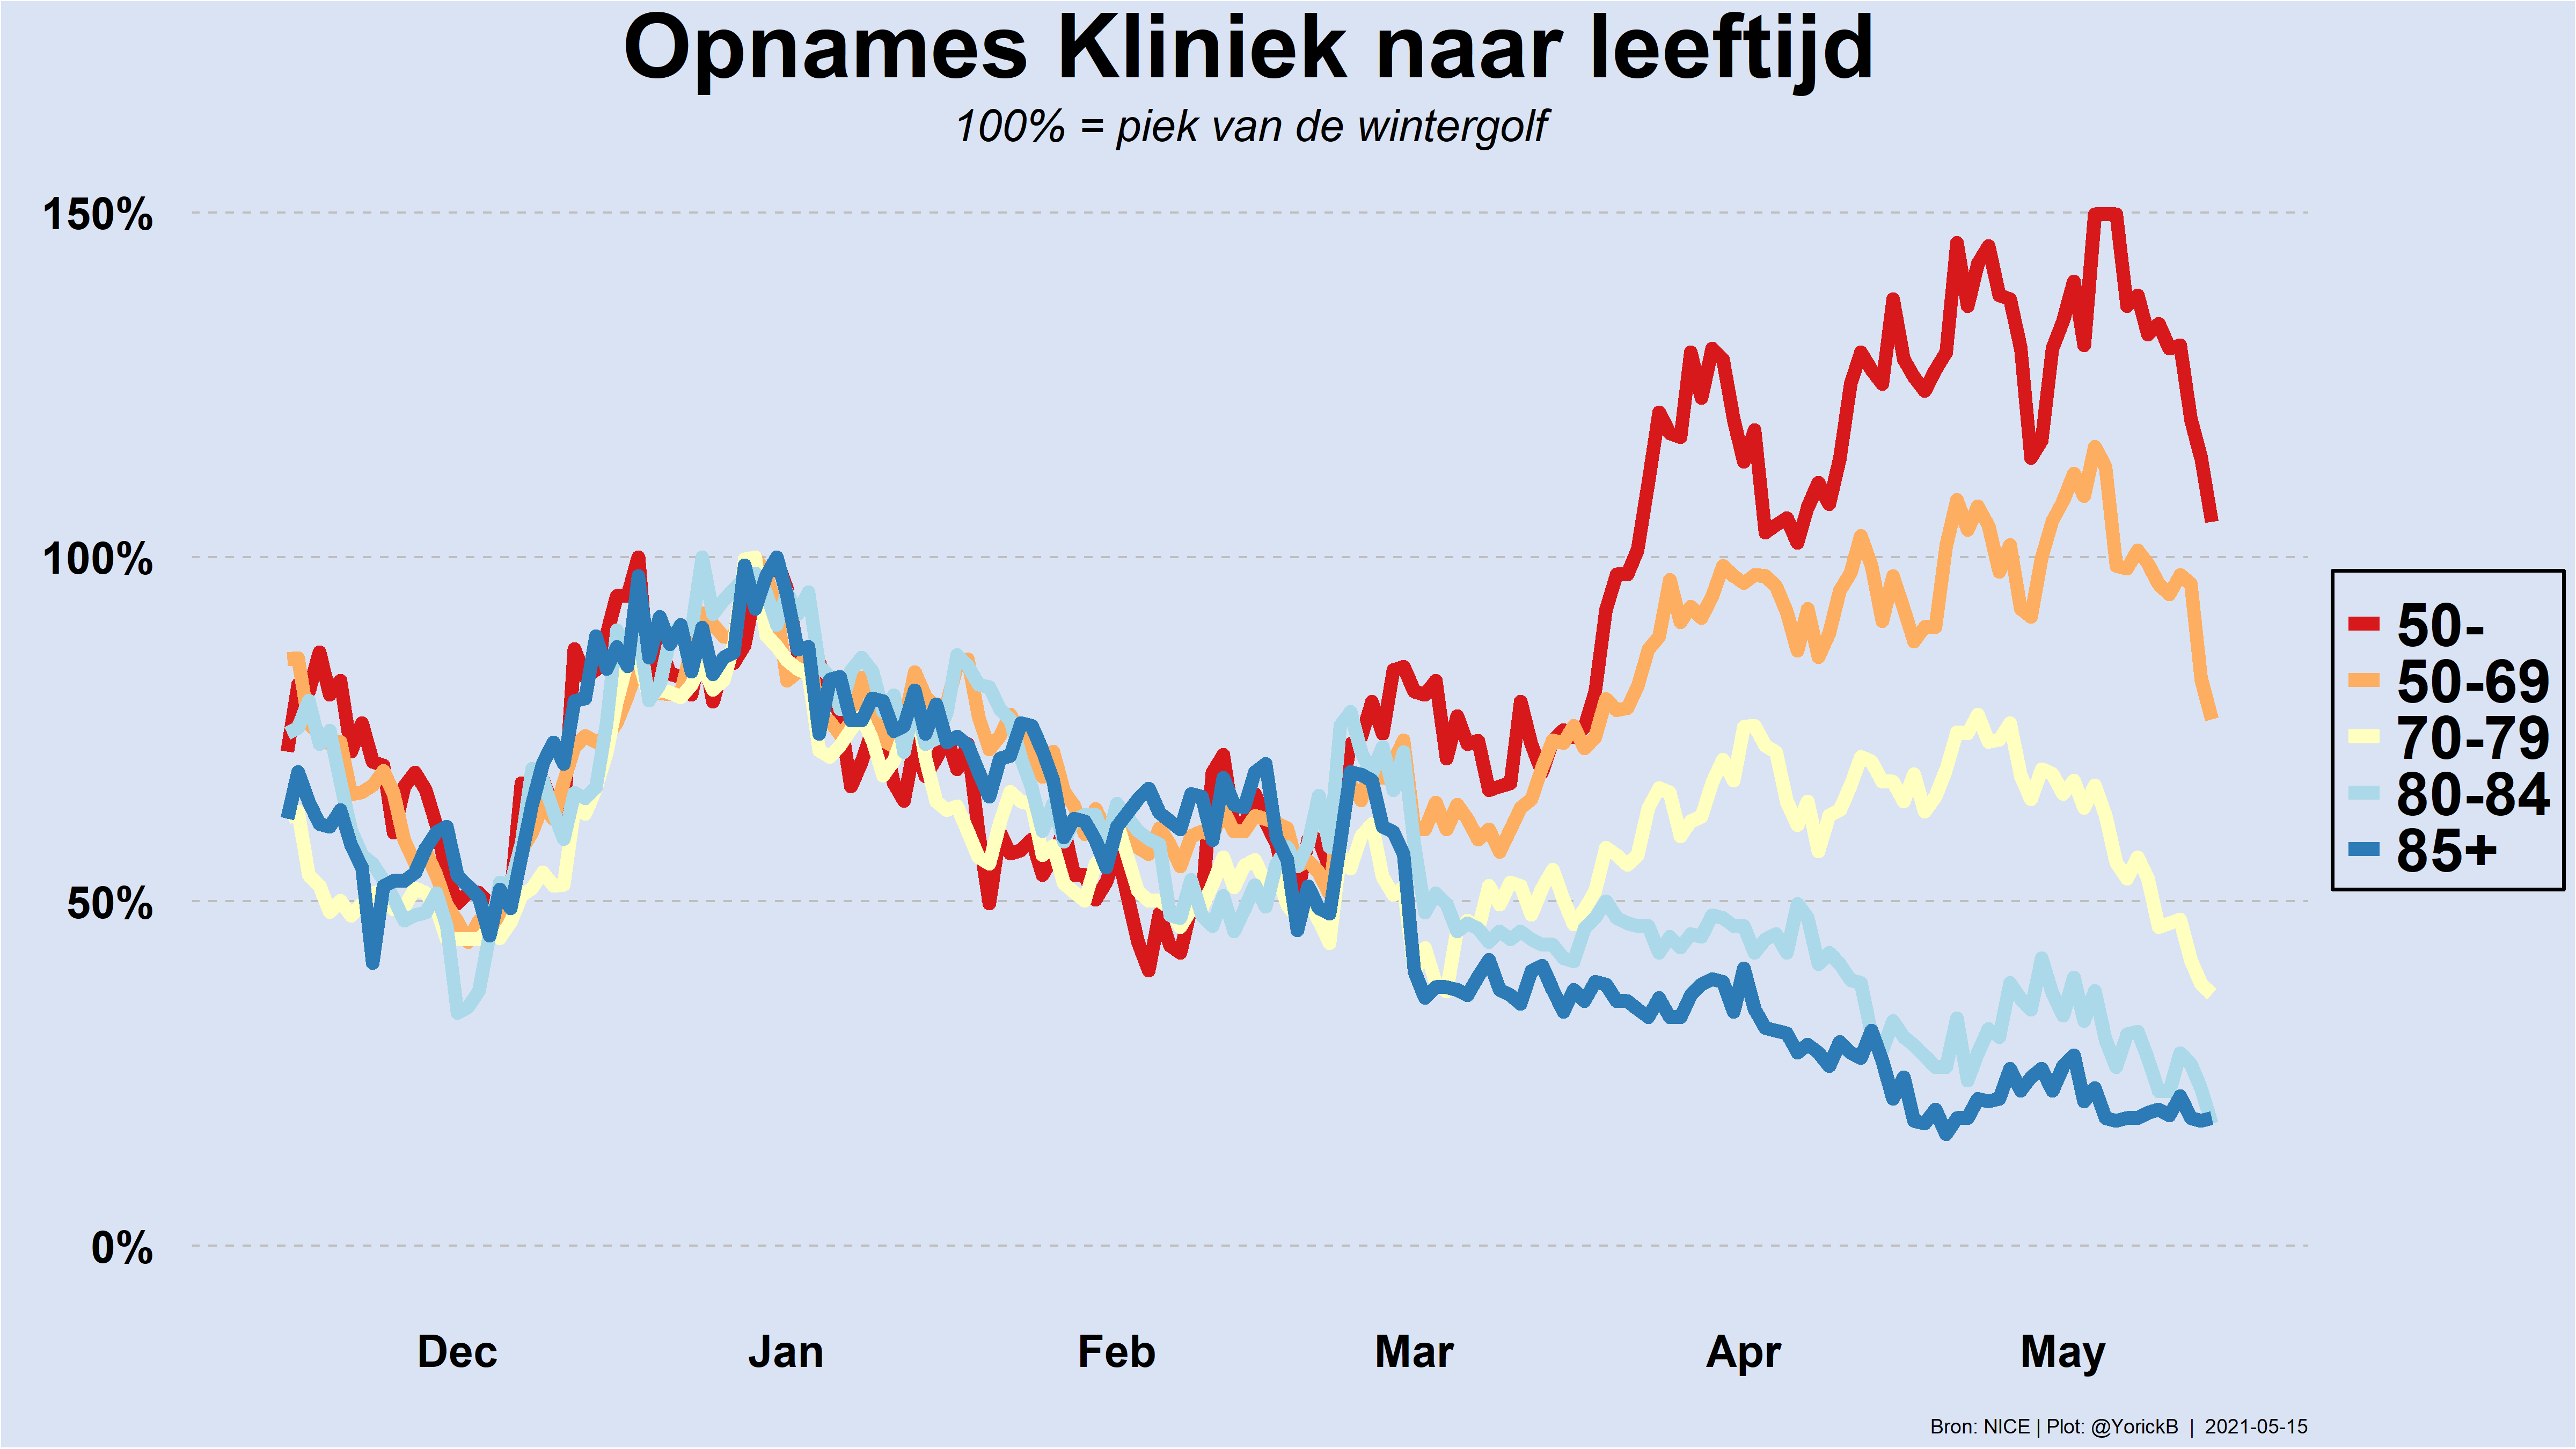 Opnames Kliniek naar leeftijd
100% = piek van de wintergolf
150%
100%
50%
0%
50-
50-69
70-79
80-84
85+
Dec Jan Feb Mar Apr May
Bron: NICE | Plot: @YorickB | 2021-05-15